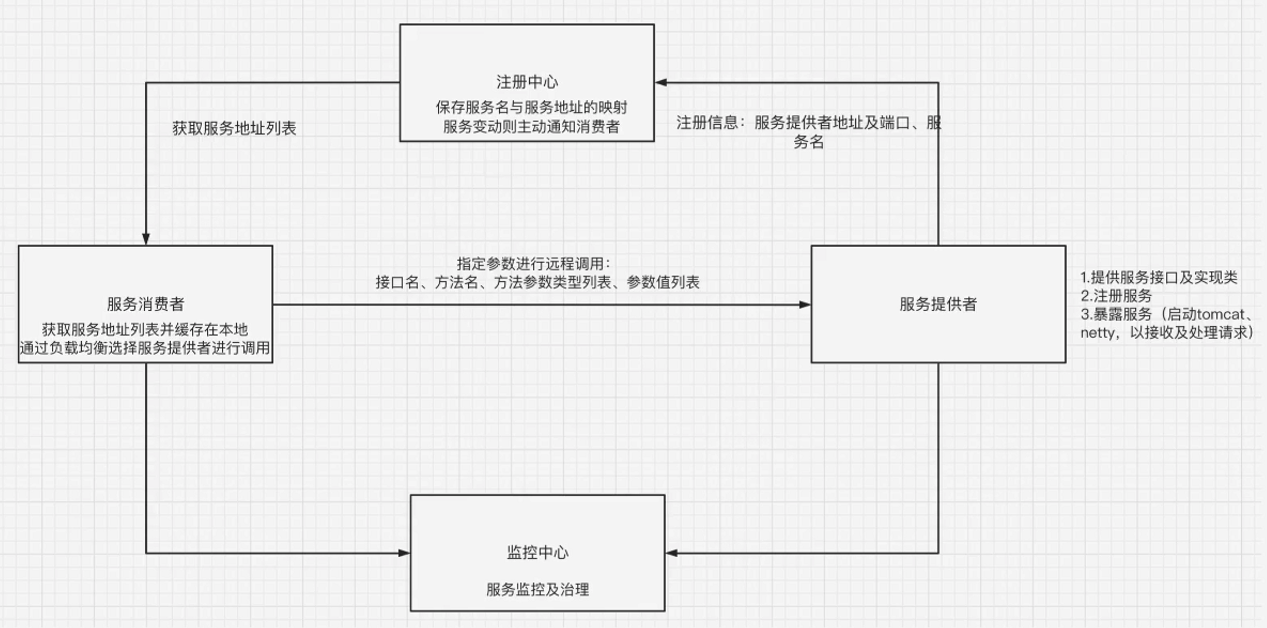 注册中心
保存服务名与服务地址的映射
服务变动则主动通知消费者
获取服务地址列表
注册信息：服务提供者地址及端口、服
务名
指定参数进行远程调用：
接口名、方法名、方法参数类型列表、参数值列表
服务消费者
获取服务地址列表并缓存在本地
通过负载均衡选择服务提供者进行调用
服务提供者
1.提供服务接口及实现类
2.注册服务
3.暴露服务（启动tomcat、
netty，以接收及处理请求）
监控中心
服务监控及治理